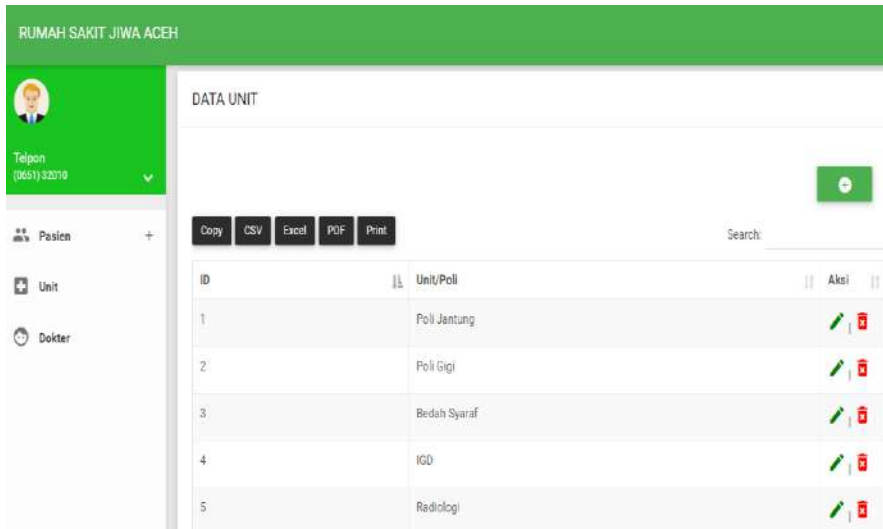 RUMAH SAKIT JIWA ACEH
DATA UNIT
Telpon
(0651) 32010
Copy CSV Excel PDF Print
Search:
Pasien
Unit
Dokter
ID Unit/Poli Aksi
1 Poli Jantung
2 Poli Gigi
3 Bedah Syaraf
4 IGD
5 Radiologi